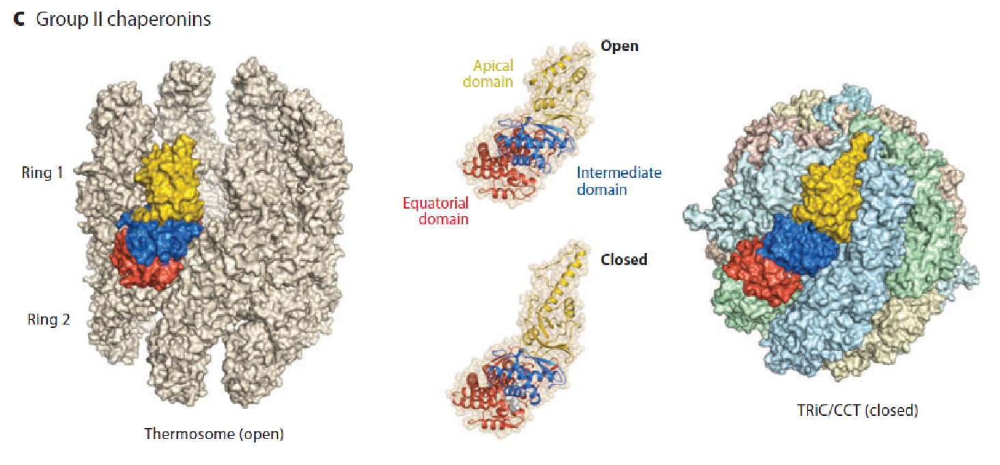 C Group II chaperonins
Open
Apical
domain
Ring 1
Intermediate
domain
Equatorial
domain
Closed
Ring 2
TRiC/CCT (closed)
Thermosome (open)